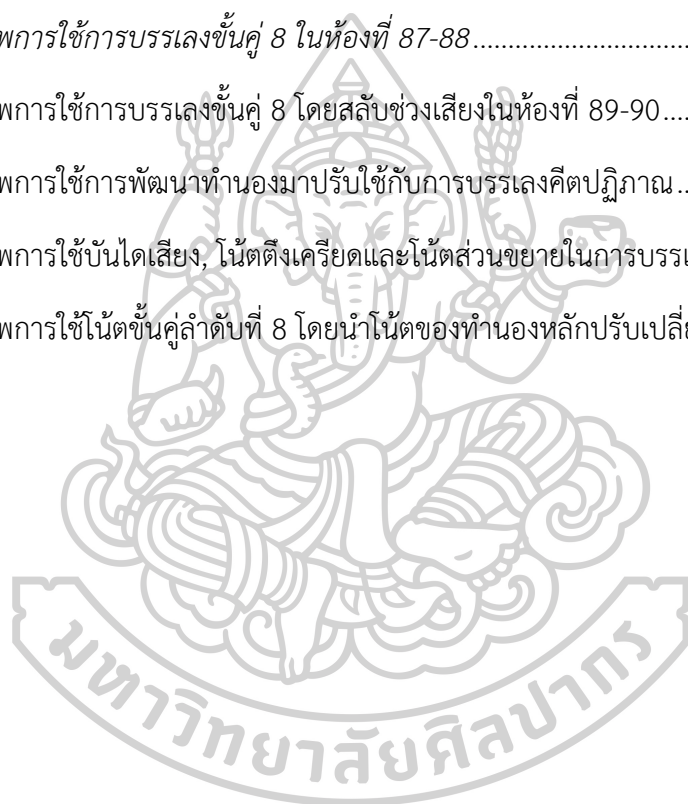 พการใช้การบรรเลงขั้นคู่ 8 ในห้องที่ 87-88.................................
พการใช้การบรรเลงขั้นคู่ 8 โดยสลับช่วงเสียงในห้องที่ 89-90....
พการใช้การพัฒนาทำนองมาปรับใช้กับการบรรเลงคีตปฏิภาณ..
พการใช้บันไดเสียง, โน้ตตึงเครียดและโน้ตส่วนขยายในการบรรเ
พการใช้โน้ตขั้นคู่ลำดับที่ 8 โดยนำโน้ตของทำนองหลักปรับเปลี่
มหาวิทยาลัยศิลปากร